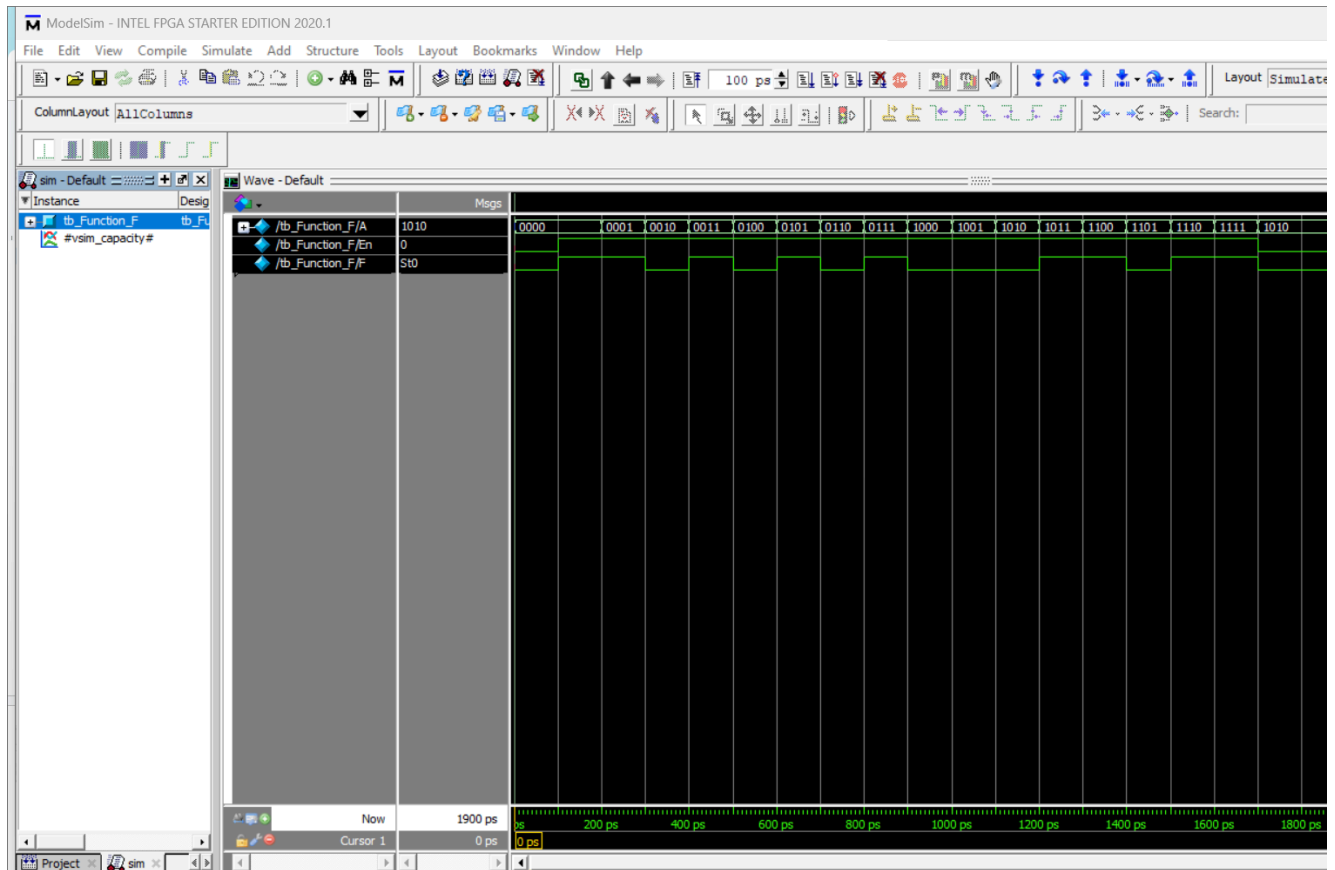 ModelSim - INTEL FPGA STARTER EDITION 2020.1
File Edit View Compile Simulate Add Structure Tools Layout Bookmarks Window Help
100 ps Layout Simulate
ColumnLayout AllColumns Search:
sim - Default Wave - Default
Instance Desig Msgs
tb_Function_F tb_Fu /tb_Function_F/A 1010 0000 0001 0010 0011 0100 0101 0110 0111 1000 1001 1010 1011 1100 1101 1110 1111 1010
#vsim_capacity# /tb_Function_F/En 0
/tb_Function_F/F St0
Now 1900 ps ps 200 ps 400 ps 600 ps 800 ps 1000 ps 1200 ps 1400 ps 1600 ps 1800 ps
Cursor 1 0 ps 0 ps
Project sim